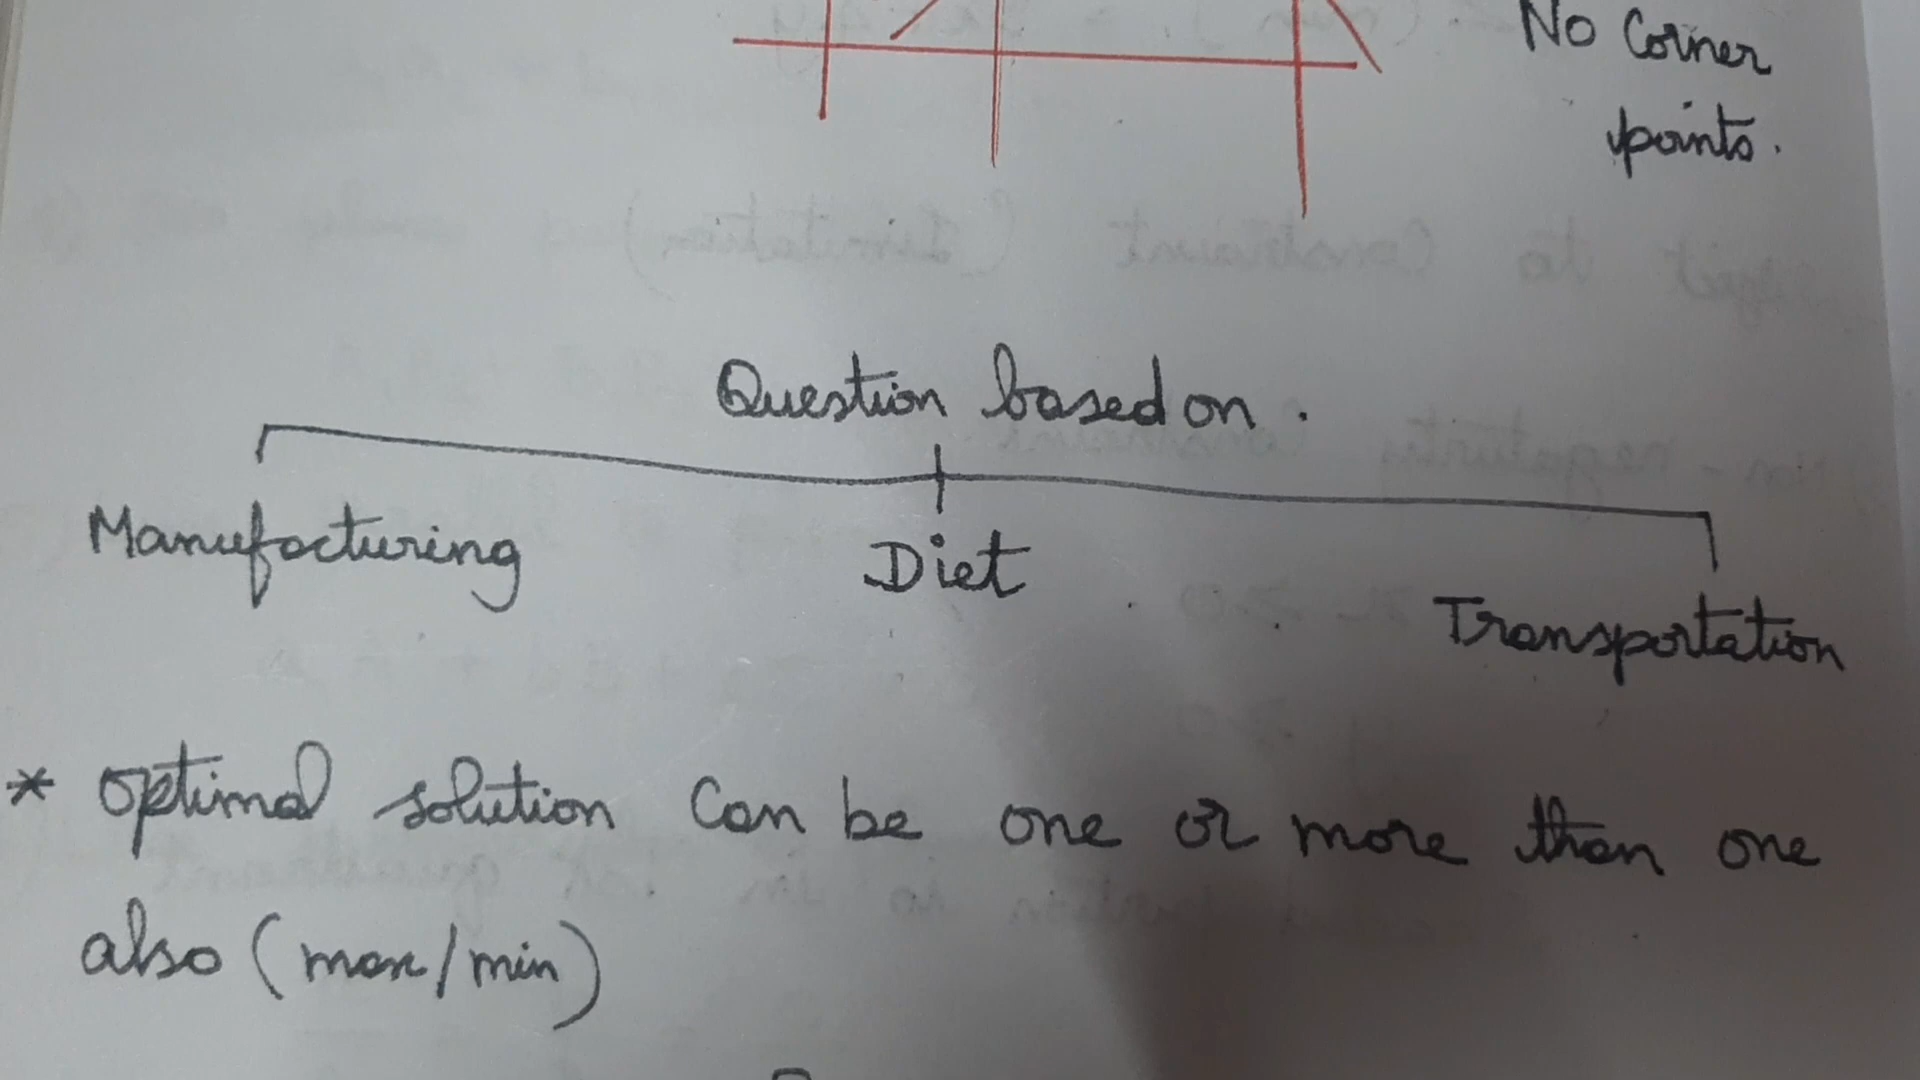 No Corner
points.
Question based on.
Manufacturing
Diet
Transportation
* Optimal solution can be one or more than one
also (max/min)